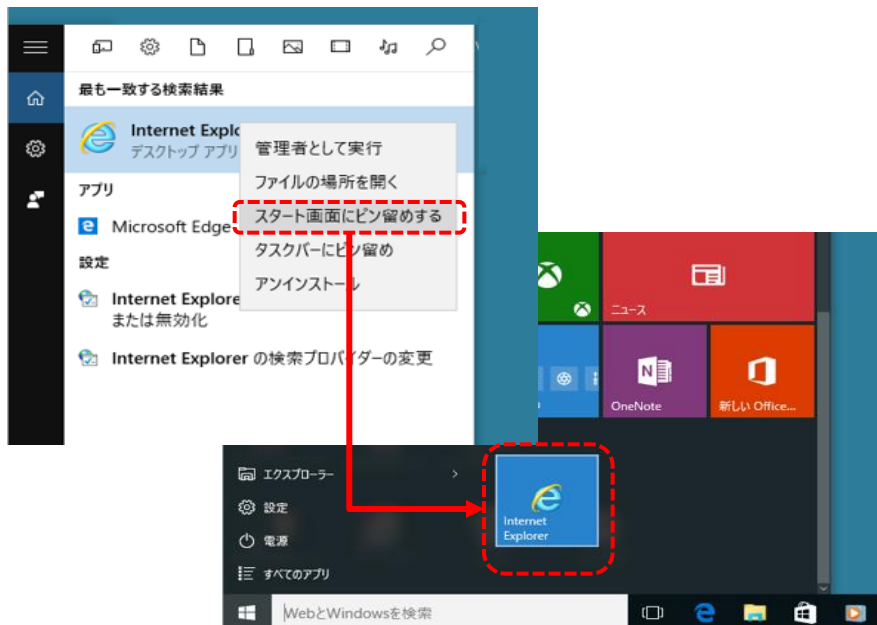 最も一致する検索結果
Internet Explo
デスクトップ アプリ
管理者として実行
ファイルの場所を開く
スタート画面にピン留めする
タスクバーにピン留め
アンインストール
アプリ
Microsoft Edge
設定
Internet Explore
または無効化
Internet Explorer の検索プロバイダーの変更
ニュース
OneNote
新しい Office...
エクスプローラー
設定
電源
すべてのアプリ
Internet
Explorer
WebとWindowsを検索